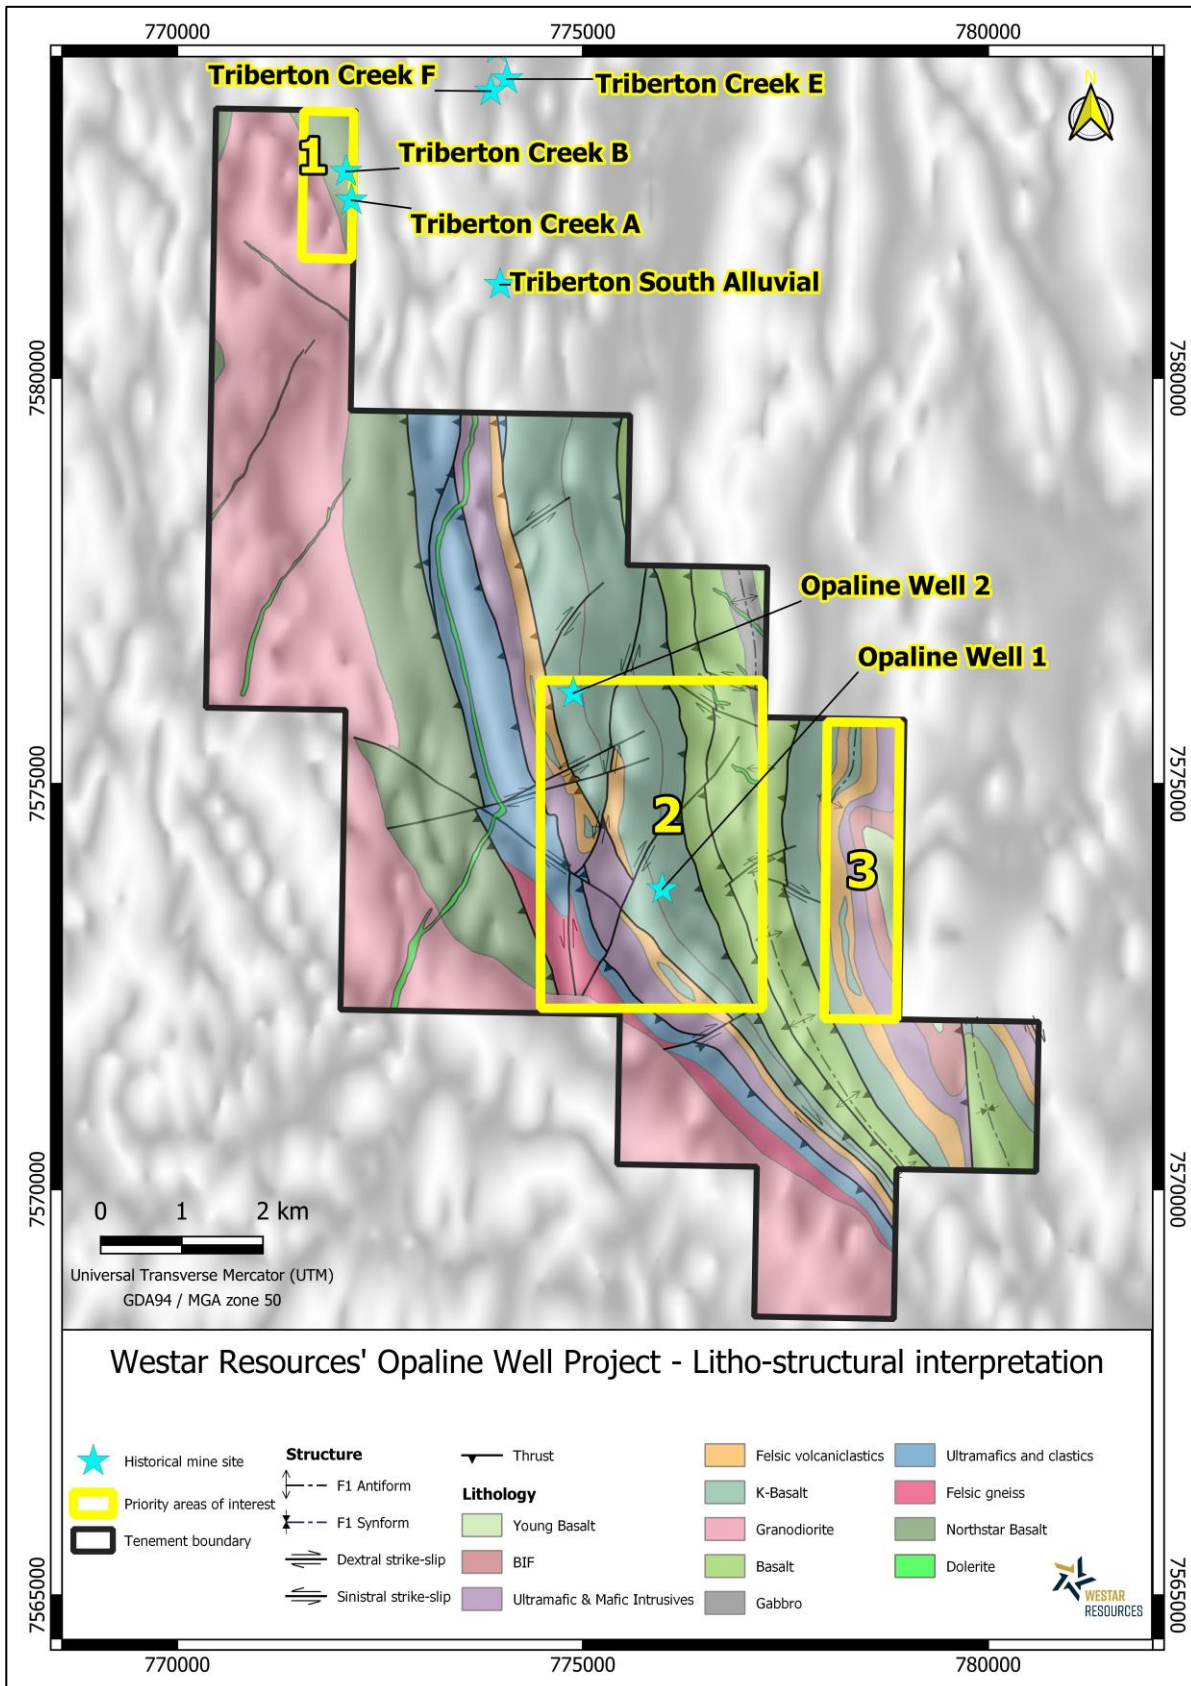 770000
775000
780000
Triberton Creek F
Triberton Creek E
N
1
Triberton Creek B
Triberton Creek A
Triberton South Alluvial
7580000
7580000
Opaline Well 2
Opaline Well 1
7575000
7575000
2
3
7570000
7570000
0 1 2 km
Universal Transverse Mercator (UTM)
GDA94 / MGA zone 50
Westar Resources' Opaline Well Project - Litho-structural interpretation
Historical mine site
Priority areas of interest
Tenement boundary
Structure
F1 Antiform
F1 Synform
Dextral strike-slip
Sinistral strike-slip
Thrust
Lithology
Young Basalt
BIF
Ultramafic & Mafic Intrusives
Felsic volcaniclastics
K-Basalt
Granodiorite
Basalt
Gabbro
Ultramafics and clastics
Felsic gneiss
Northstar Basalt
Dolerite
WESTAR
RESOURCES
7565000
7565000
770000
775000
780000